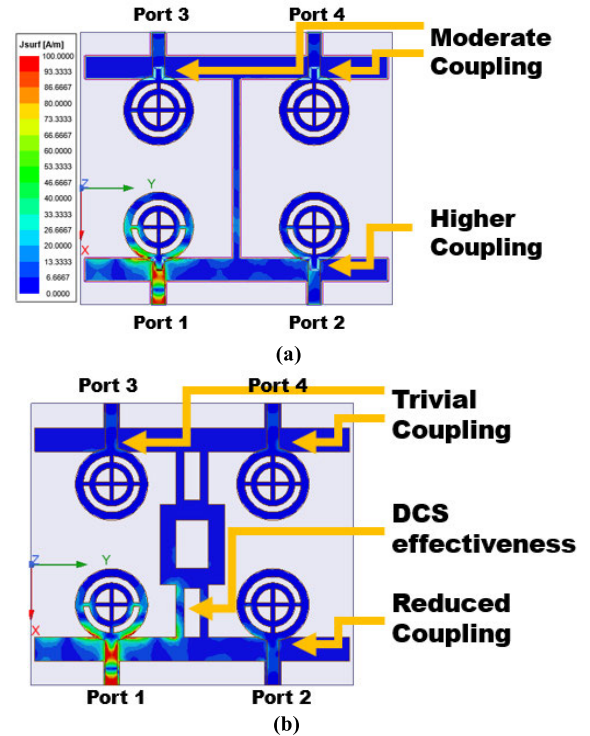 Port 3
Port 4
Jsurf [A/m]
100.0000
93.3333
86.6667
80.0000
73.3333
66.6667
60.0000
53.3333
46.6667
40.0000
33.3333
26.6667
20.0000
13.3333
6.6667
0.0000
Moderate
Coupling
Z
Y
X
Higher
Coupling
Port 1
Port 2
(a)
Port 3
Port 4
Trivial
Coupling
DCS
effectiveness
Z
Y
X
Reduced
Coupling
Port 1
Port 2
(b)